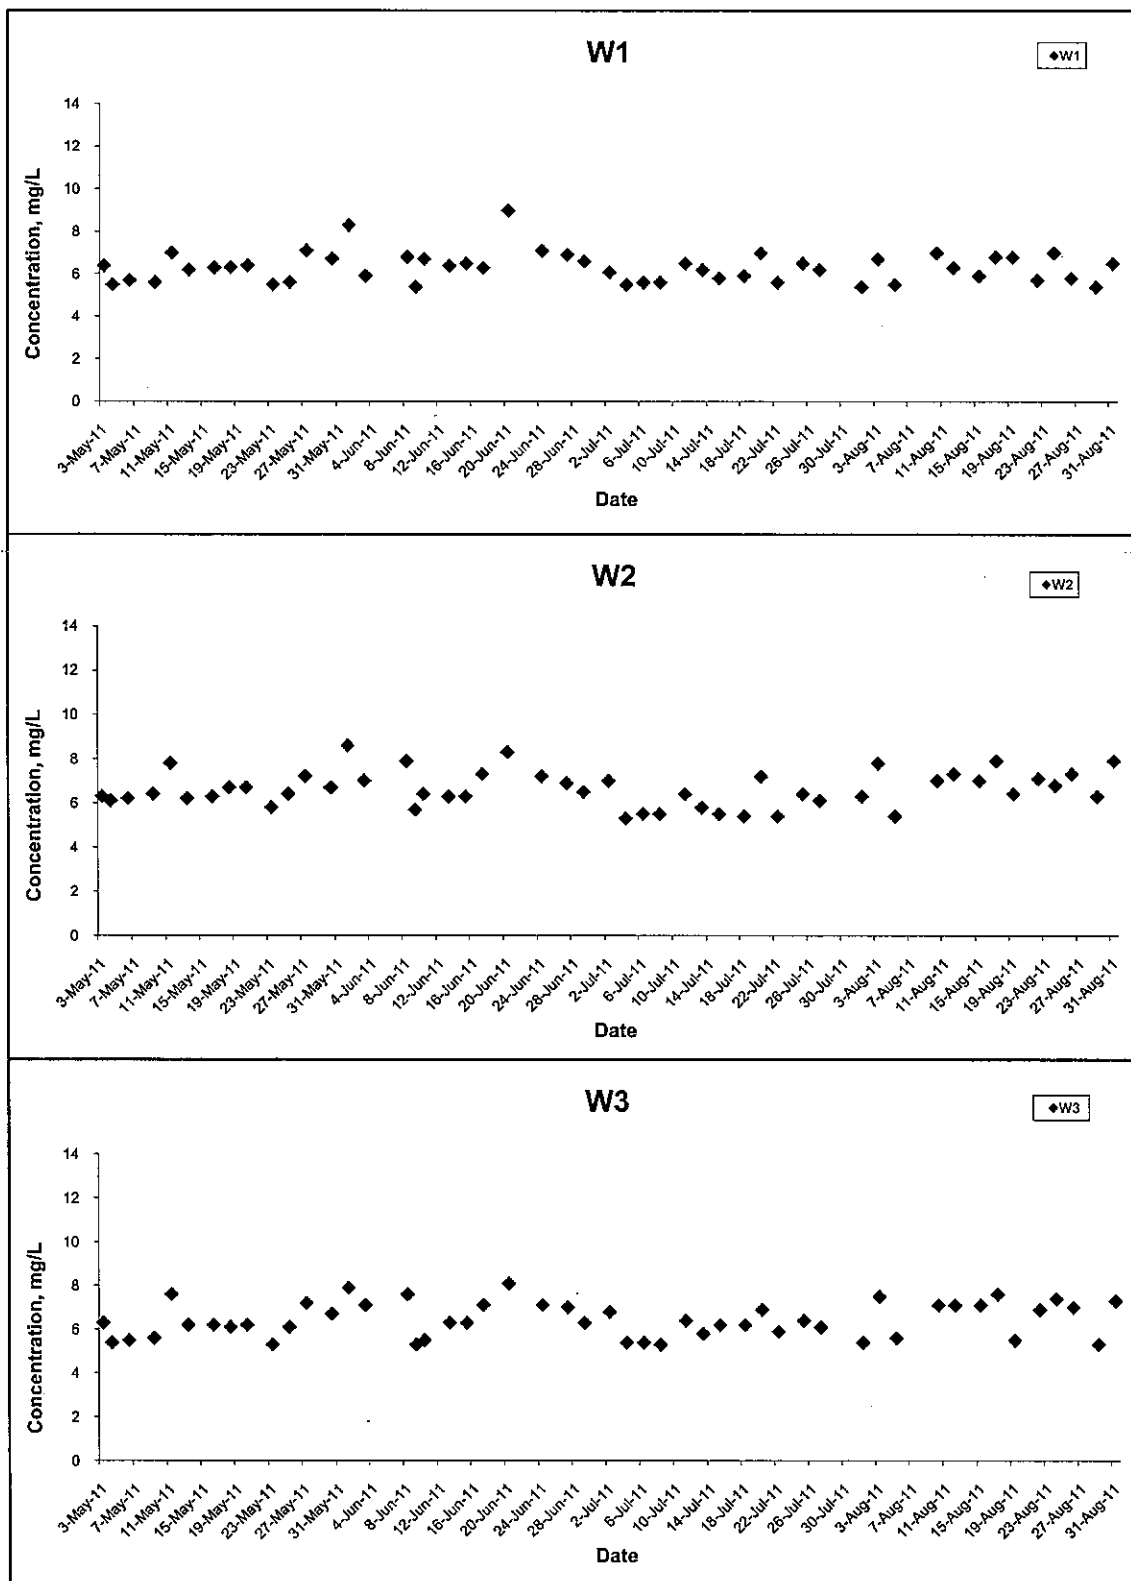 W1
◆W1
Concentration, mg/L
14
12
10
8
6
4
2
0
3-May-11 7-May-11 11-May-11 15-May-11 19-May-11 23-May-11 27-May-11 31-May-11 4-Jun-11 8-Jun-11 12-Jun-11 16-Jun-11 20-Jun-11 24-Jun-11 28-Jun-11 2-Jul-11 6-Jul-11 10-Jul-11 14-Jul-11 18-Jul-11 22-Jul-11 26-Jul-11 30-Jul-11 3-Aug-11 7-Aug-11 11-Aug-11 15-Aug-11 19-Aug-11 23-Aug-11 27-Aug-11 31-Aug-11
Date
W2
◆W2
Concentration, mg/L
14
12
10
8
6
4
2
0
3-May-11 7-May-11 11-May-11 15-May-11 19-May-11 23-May-11 27-May-11 31-May-11 4-Jun-11 8-Jun-11 12-Jun-11 16-Jun-11 20-Jun-11 24-Jun-11 28-Jun-11 2-Jul-11 6-Jul-11 10-Jul-11 14-Jul-11 18-Jul-11 22-Jul-11 26-Jul-11 30-Jul-11 3-Aug-11 7-Aug-11 11-Aug-11 15-Aug-11 19-Aug-11 23-Aug-11 27-Aug-11 31-Aug-11
Date
W3
◆W3
Concentration, mg/L
14
12
10
8
6
4
2
0
3-May-11 7-May-11 11-May-11 15-May-11 19-May-11 23-May-11 27-May-11 31-May-11 4-Jun-11 8-Jun-11 12-Jun-11 16-Jun-11 20-Jun-11 24-Jun-11 28-Jun-11 2-Jul-11 6-Jul-11 10-Jul-11 14-Jul-11 18-Jul-11 22-Jul-11 26-Jul-11 30-Jul-11 3-Aug-11 7-Aug-11 11-Aug-11 15-Aug-11 19-Aug-11 23-Aug-11 27-Aug-11 31-Aug-11
Date